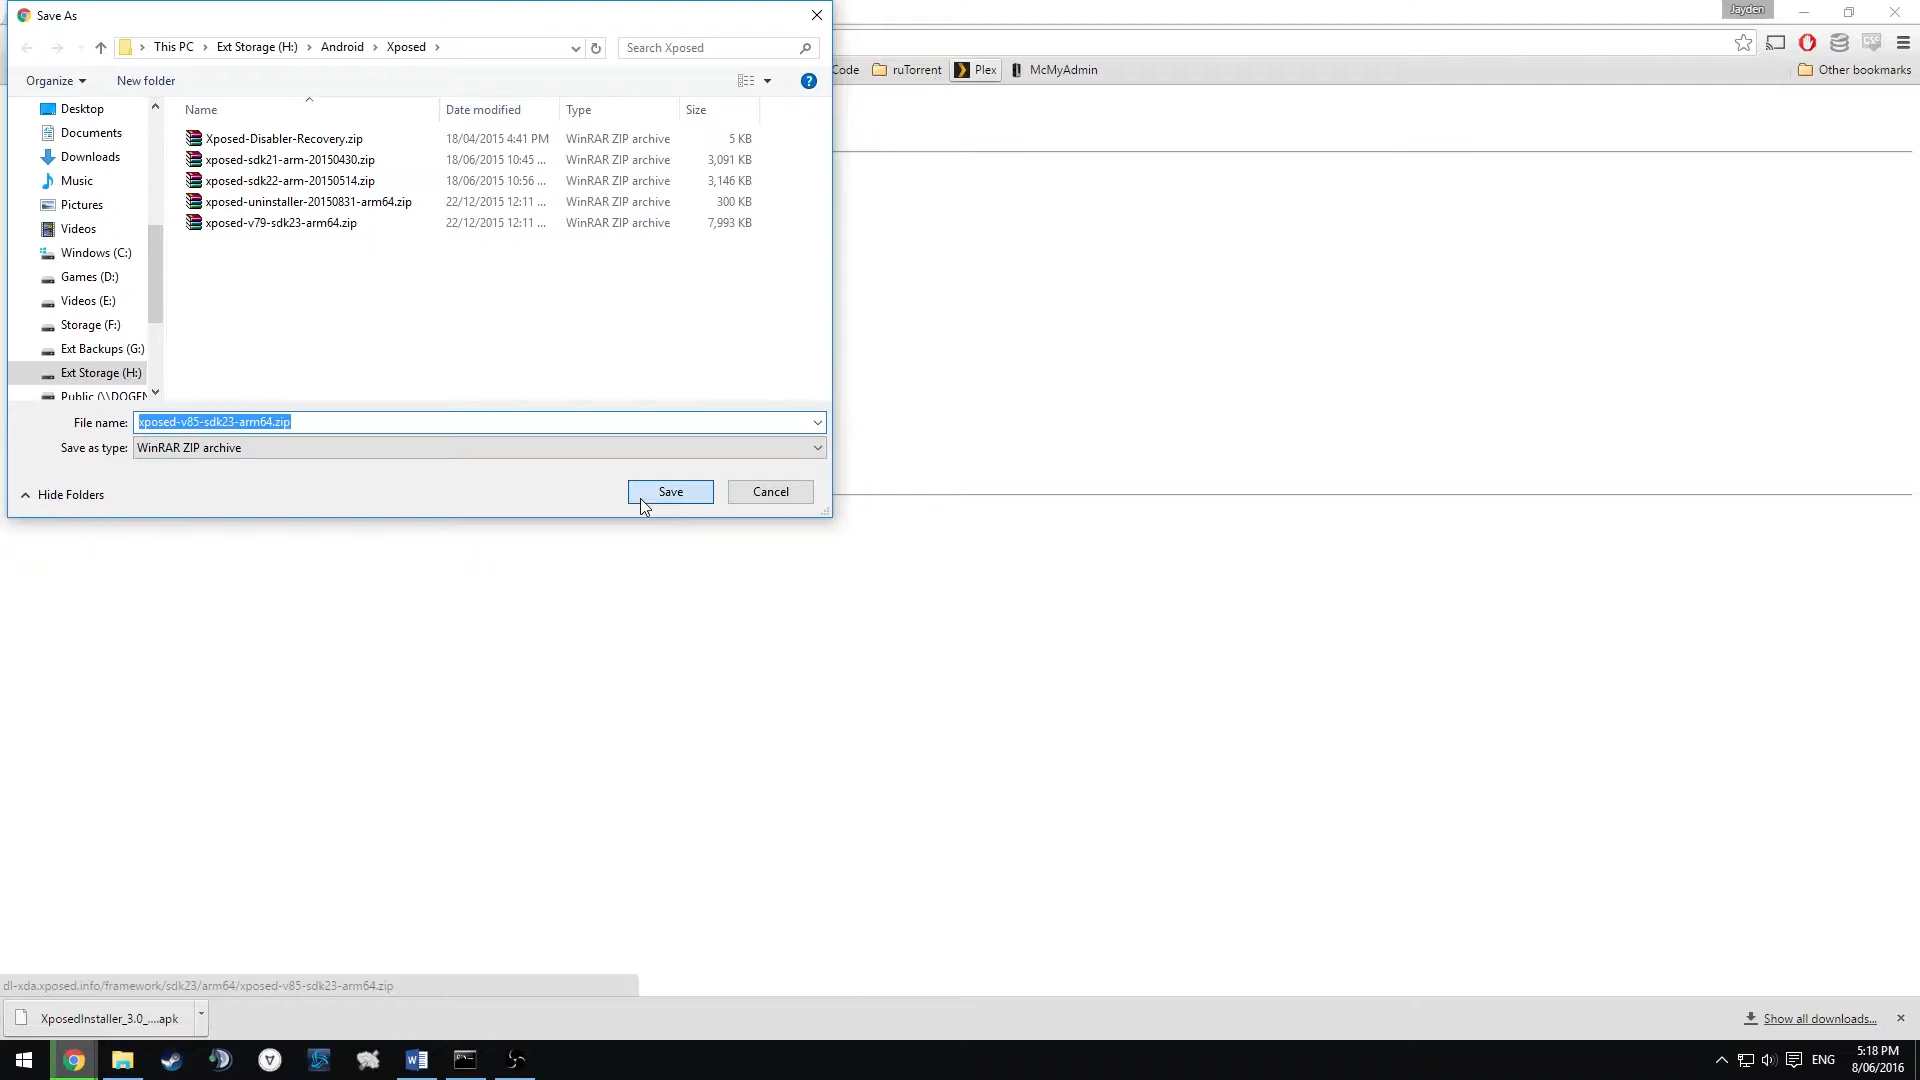 Save As
Jayden
This PC > Ext Storage (H:) > Android > Xposed >
Search Xposed
Organize
New folder
Code
ruTorrent
Plex
McMyAdmin
Other bookmarks
CSS
Desktop
Documents
Downloads
Music
Pictures
Videos
Windows (C:)
Games (D:)
Videos (E:)
Storage (F:)
Ext Backups (G:)
Ext Storage (H:)
Public (\\DOGEN
Name Date modified Type Size
Xposed-Disabler-Recovery.zip 18/04/2015 4:41 PM WinRAR ZIP archive 5 KB
xposed-sdk21-arm-20150430.zip 18/06/2015 10:45 ... WinRAR ZIP archive 3,091 KB
xposed-sdk22-arm-20150514.zip 18/06/2015 10:56 ... WinRAR ZIP archive 3,146 KB
xposed-uninstaller-20150831-arm64.zip 22/12/2015 12:11 ... WinRAR ZIP archive 300 KB
xposed-v79-sdk23-arm64.zip 22/12/2015 12:11 ... WinRAR ZIP archive 7,993 KB
File name: xposed-v85-sdk23-arm64.zip
Save as type: WinRAR ZIP archive
Hide Folders
Save
Cancel
dl-xda.xposed.info/framework/sdk23/arm64/xposed-v85-sdk23-arm64.zip
XposedInstaller_3.0_....apk
Show all downloads...
ENG
5:18 PM
8/06/2016